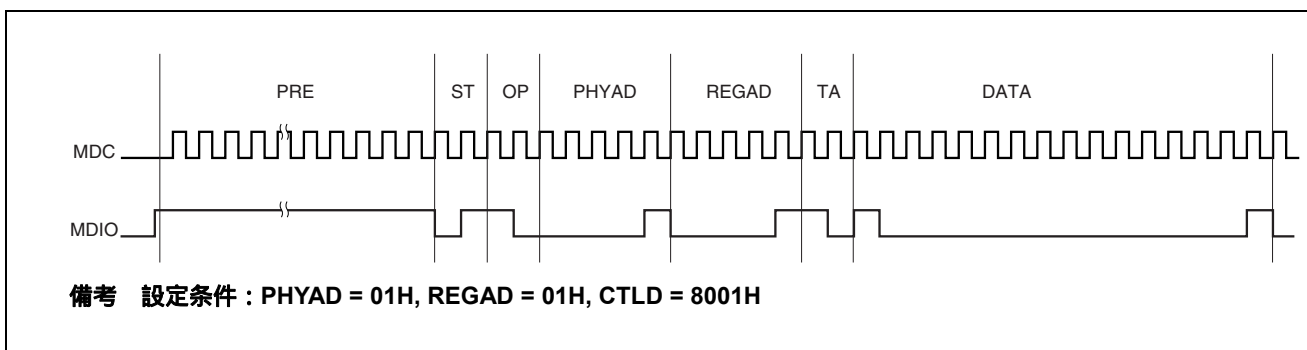 PRE ST OP PHYAD REGAD TA DATA
MDC
MDIO
備考 設定条件：PHYAD = 01H, REGAD = 01H, CTLD = 8001H